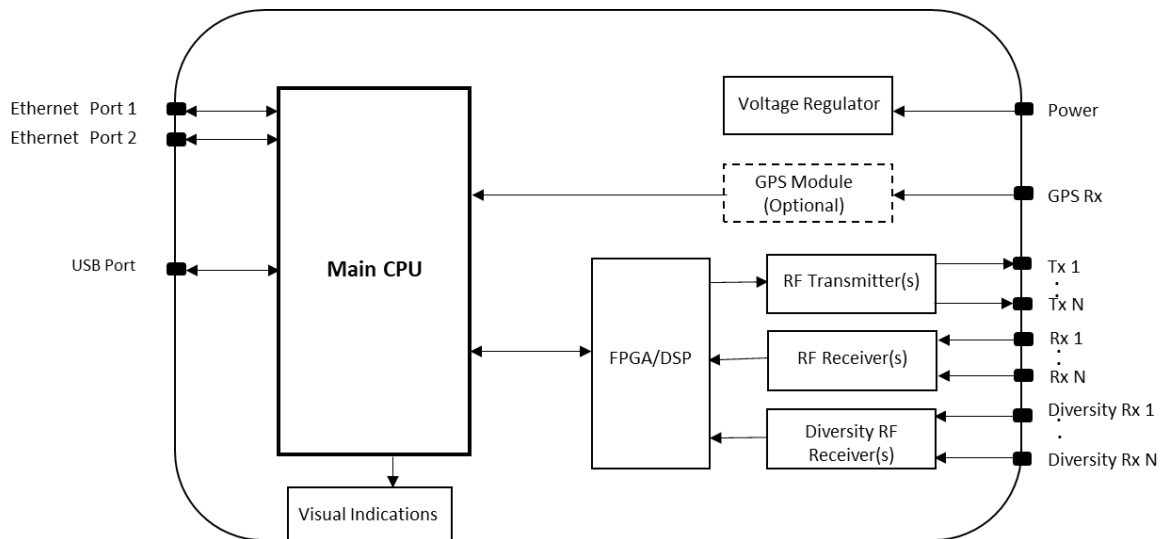 Ethernet Port 1
Ethernet Port 2
USB Port
Main CPU
Visual Indications
Voltage Regulator
GPS Module
(Optional)
FPGA/DSP
RF Transmitter(s)
RF Receiver(s)
Diversity RF
Receiver(s)
Power
GPS Rx
Tx 1
:
Tx N
Rx 1
:
Rx N
Diversity Rx 1
:
Diversity Rx N